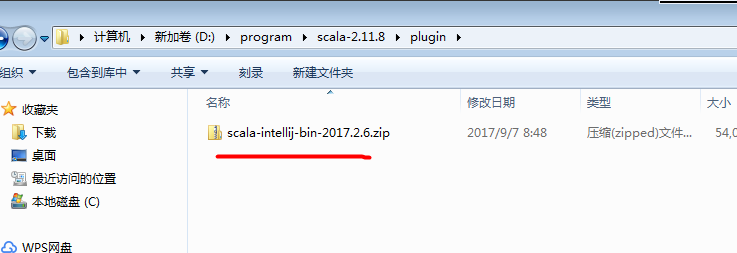 计算机 ▸ 新加卷 (D:) ▸ program ▸ scala-2.11.8 ▸ plugin ▸
组织 包含到库中 共享 刻录 新建文件夹
收藏夹
下载
桌面
最近访问的位置
本地磁盘 (C)
WPS网盘
名称 修改日期 类型 大小
scala-intellij-bin-2017.2.6.zip 2017/9/7 8:48 压缩(zipped)文件... 54,0